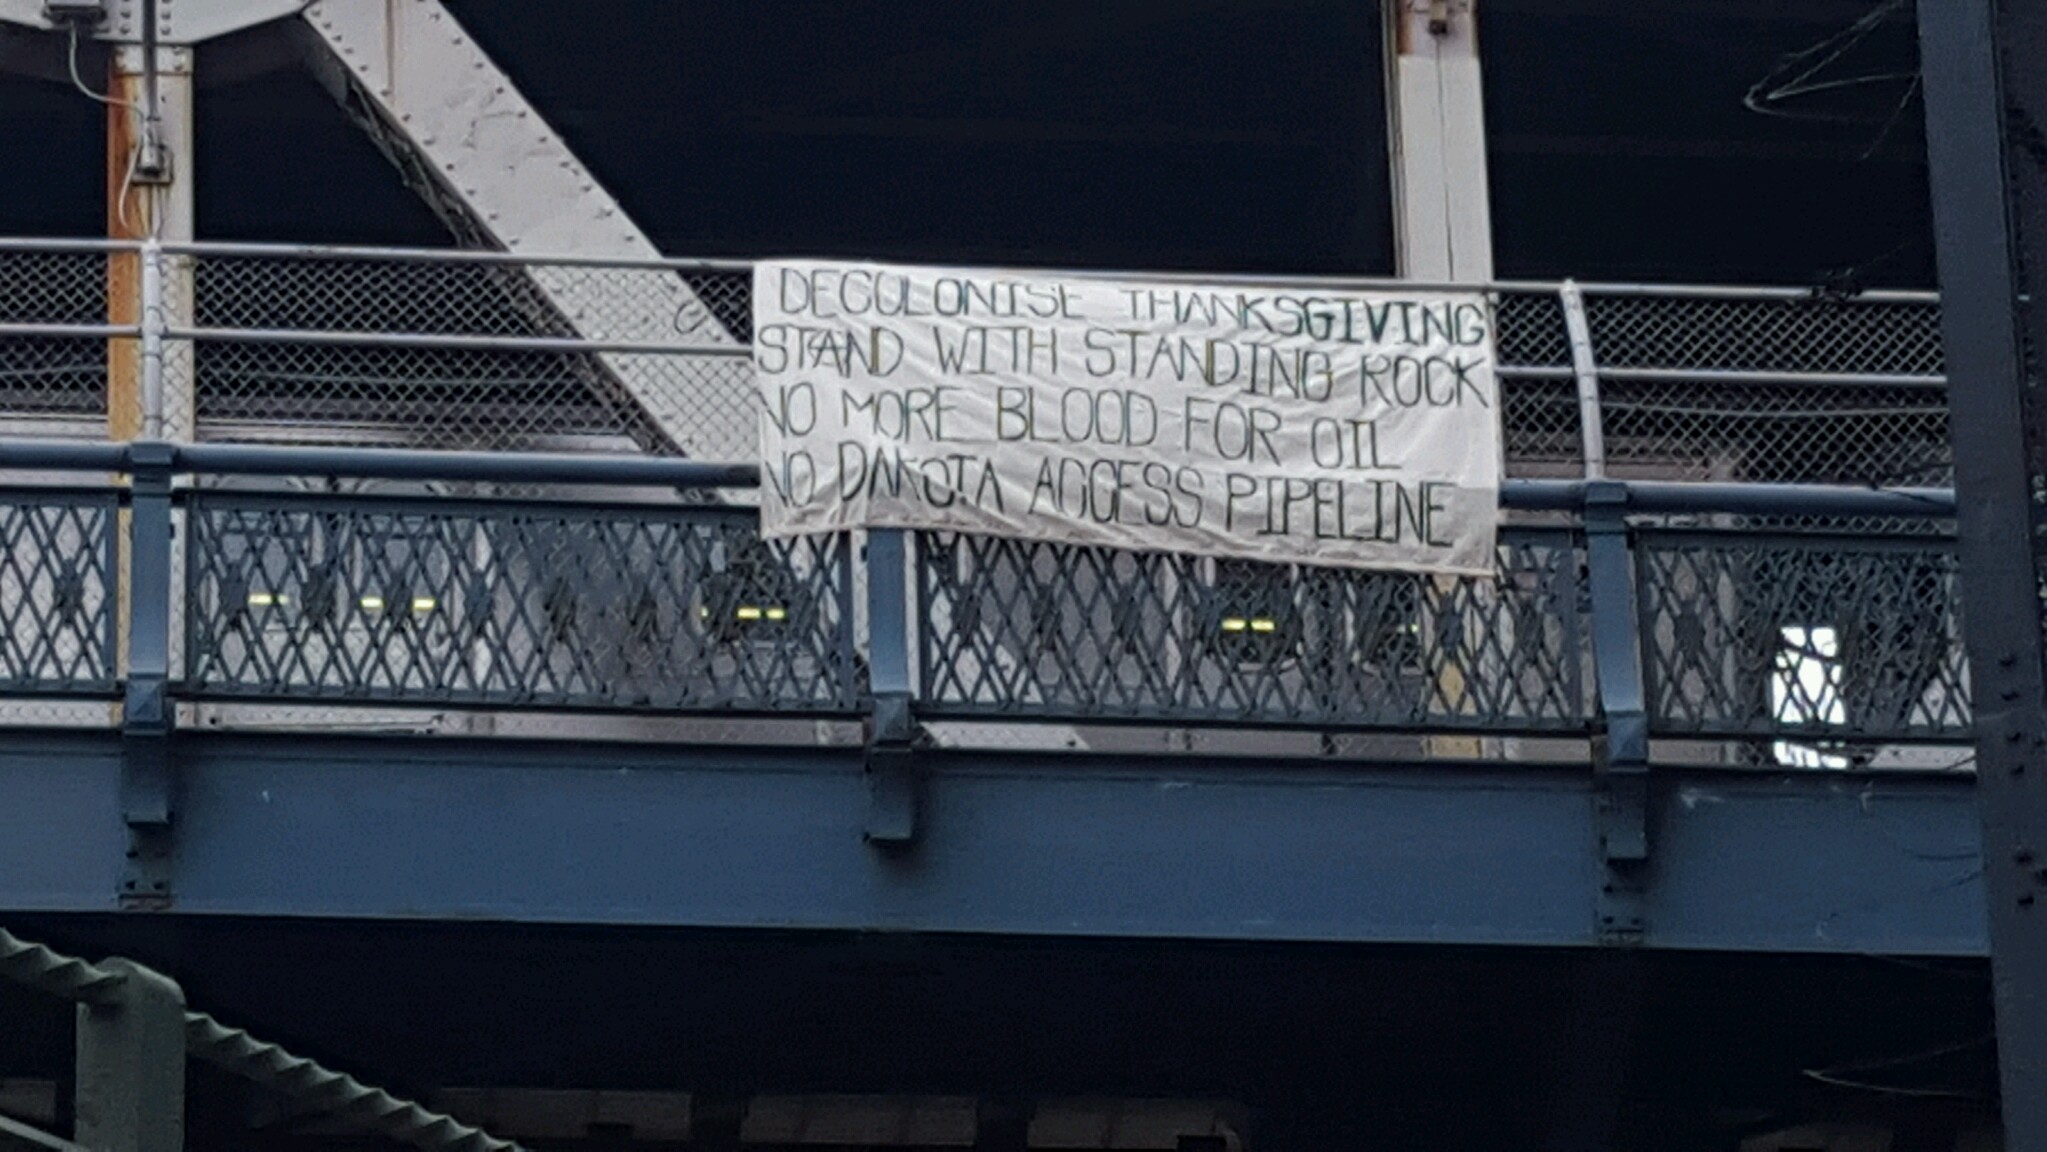 DECOLONISE THANKSGIVING
STAND WITH STANDING ROCK
NO MORE BLOOD FOR OIL
NO DAKOTA ACCESS PIPELINE